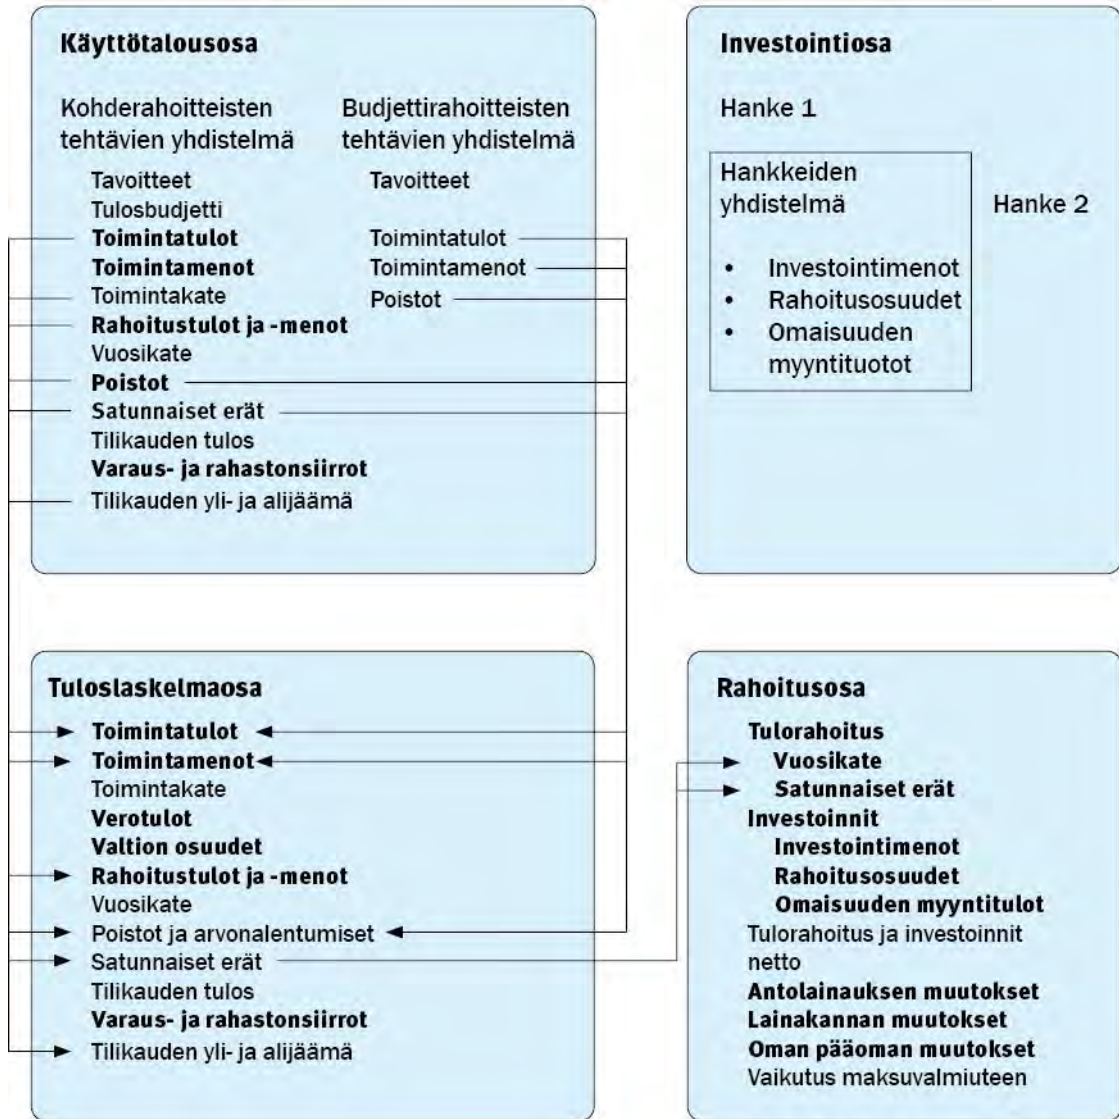 Käyttötalousosa
Kohderahoitteisten
tehtävien yhdistelmä
Tavoitteet
Tulosbudjetti
Toimintatulot
Toimintamenot
Toimintakate
Rahoitustulot ja -menot
Vuosikate
Poistot
Satunnaiset erät
Tilikauden tulos
Varaus- ja rahastonsiirrot
Tilikauden yli- ja alijäämä
Budjettirahoitteisten
tehtävien yhdistelmä
Tavoitteet
Toimintatulot
Toimintamenot
Poistot
Investointiosa
Hanke 1
Hankkeiden
yhdistelmä
• Investointimenot
• Rahoitusosuudet
• Omaisuuden
myyntituotot
Hanke 2
Tuloslaskelmaosa
Toimintatulot
Toimintamenot
Toimintakate
Verotulot
Valtion osuudet
Rahoitustulot ja -menot
Vuosikate
Poistot ja arvonalentumiset
Satunnaiset erät
Tilikauden tulos
Varaus- ja rahastonsiirrot
Tilikauden yli- ja alijäämä
Rahoitusosa
Tulorahoitus
Vuosikate
Satunnaiset erät
Investoinnit
Investointimenot
Rahoitusosuudet
Omaisuuden myyntitulot
Tulorahoitus ja investoinnit
netto
Antolainauksen muutokset
Lainakannan muutokset
Oman pääoman muutokset
Vaikutus maksuvalmiuteen